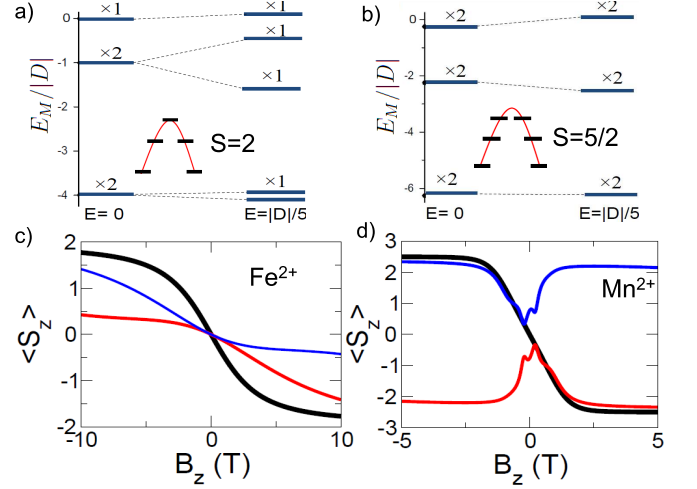 a)
×1
×1
×1
×2
×1
×2
×1
0
-1
-2
-3
-4
E_M/|D|
S=2
E= 0
E=|D|/5
b)
×2
×2
×2
×2
×2
×2
0
-2
-4
-6
E_M/|D|
S=5/2
E= 0
E=|D|/5
c)
2
1
0
-1
-2
<S_z>
Fe²⁺
-10
0
10
B_z (T)
d)
3
2
1
0
-1
-2
-3
<S_z>
Mn²⁺
-5
0
5
B_z (T)